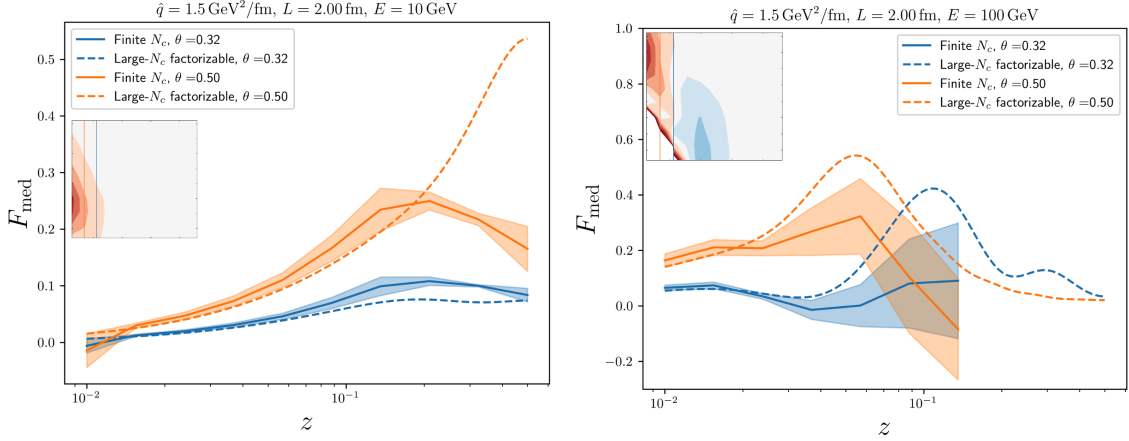 q̂ = 1.5 GeV²/fm, L = 2.00 fm, E = 10 GeV
Finite N_c, θ =0.32
Large-N_c factorizable, θ =0.32
Finite N_c, θ =0.50
Large-N_c factorizable, θ =0.50
0.5
0.4
0.3
0.2
0.1
0.0
F_med
10⁻²
10⁻¹
z
q̂ = 1.5 GeV²/fm, L = 2.00 fm, E = 100 GeV
Finite N_c, θ =0.32
Large-N_c factorizable, θ =0.32
Finite N_c, θ =0.50
Large-N_c factorizable, θ =0.50
1.0
0.8
0.6
0.4
0.2
0.0
−0.2
F_med
10⁻²
10⁻¹
z